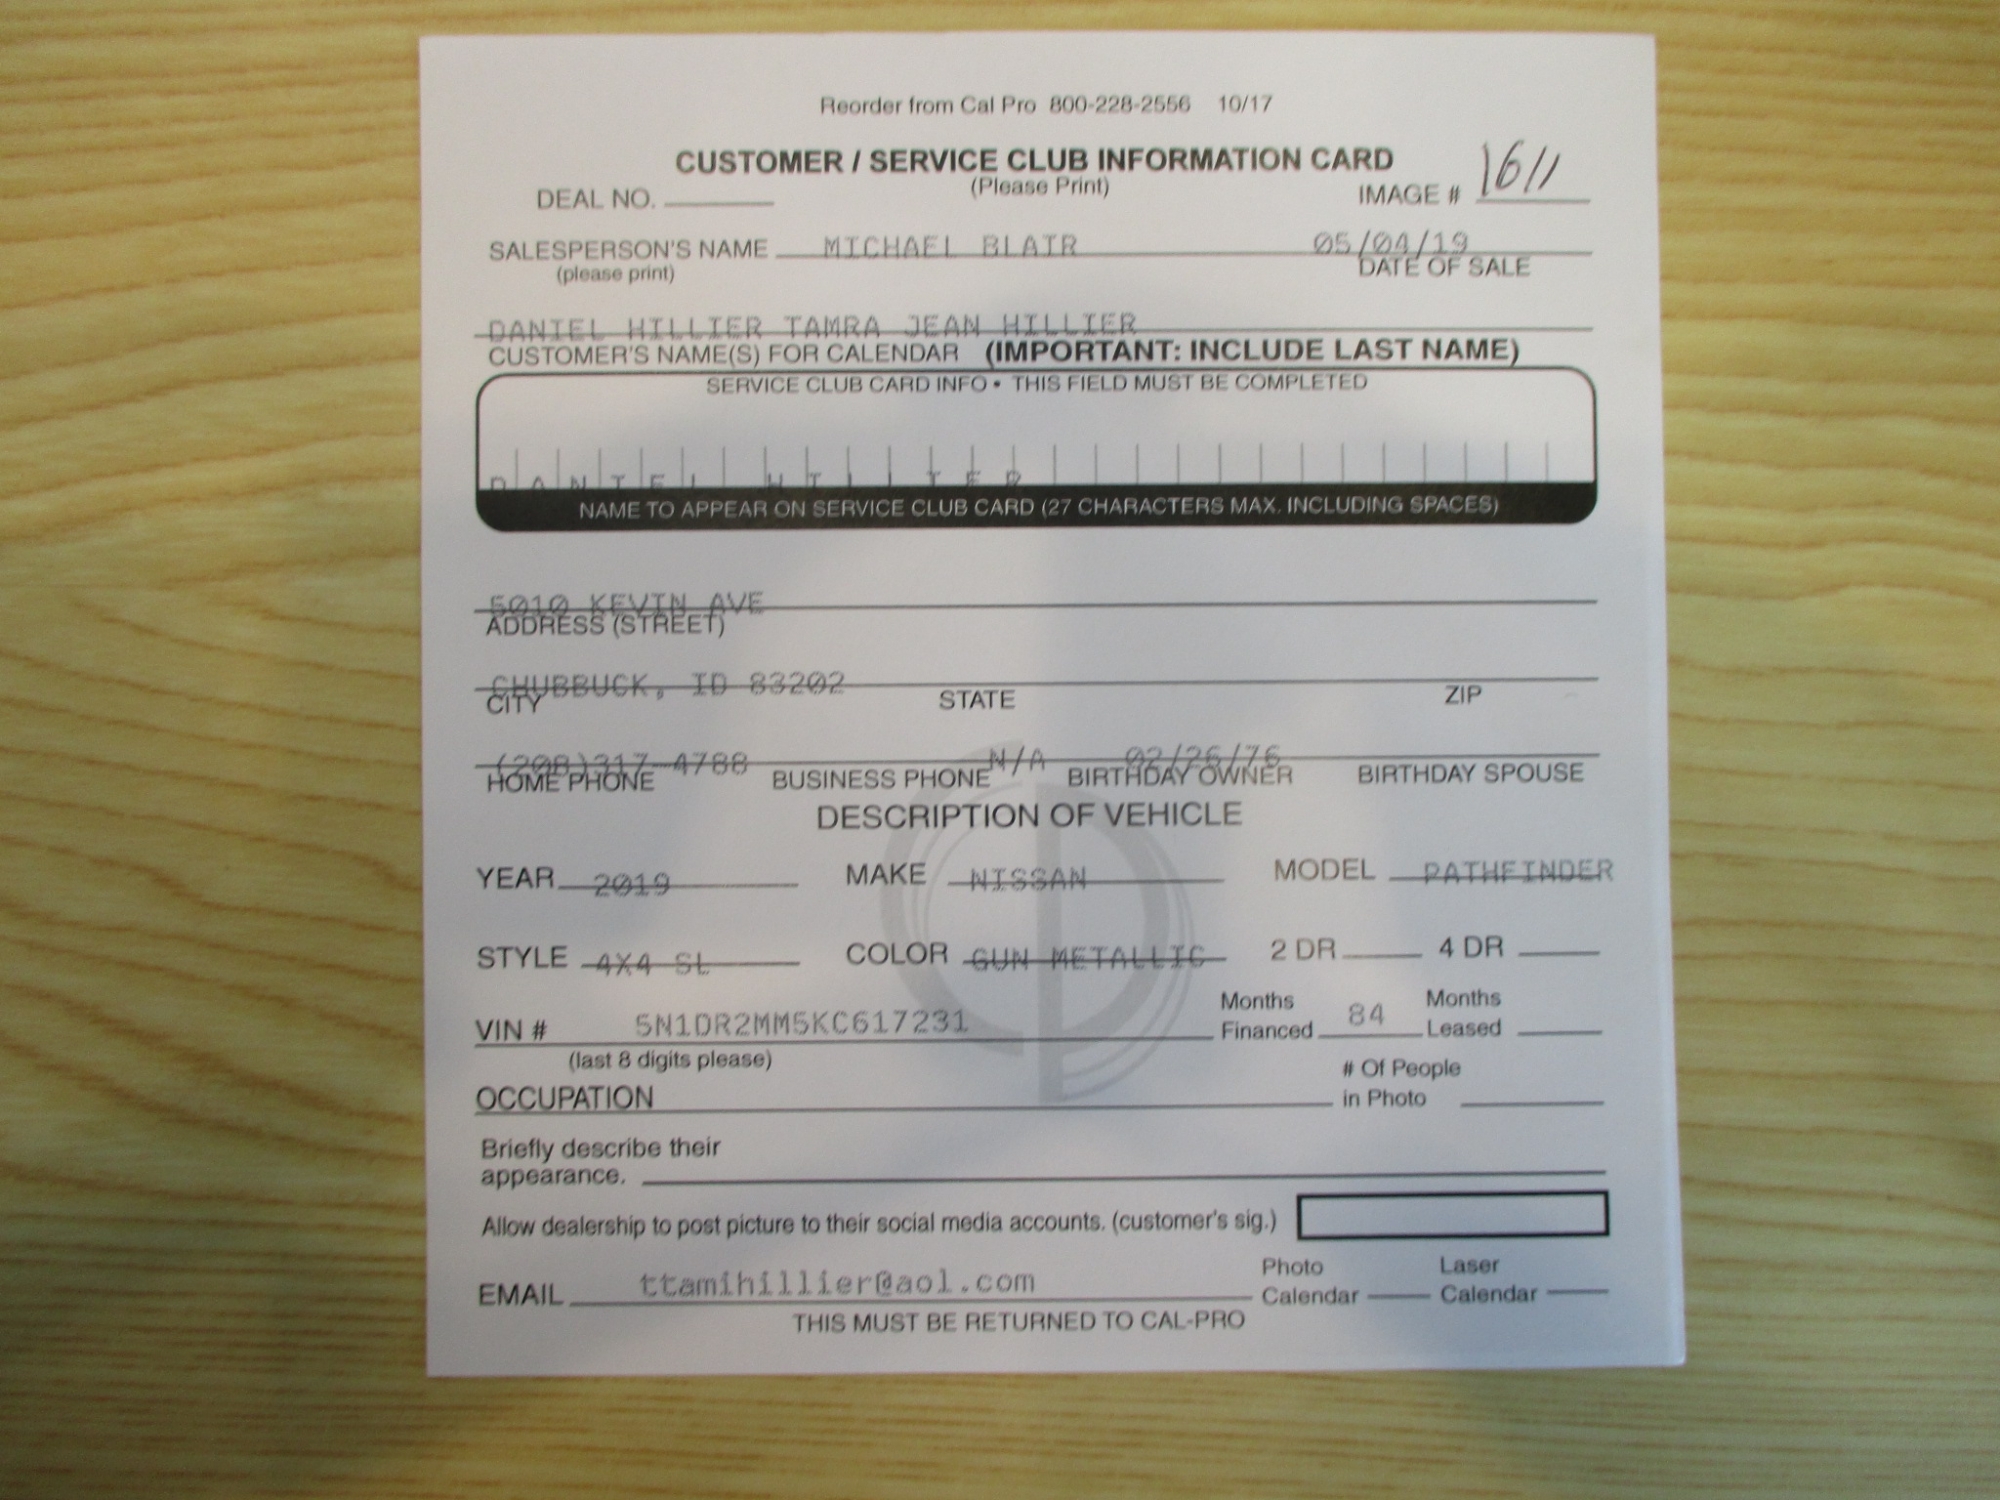 Reorder from Cal Pro 800-228-2556 10/17
CUSTOMER / SERVICE CLUB INFORMATION CARD
(Please Print)
DEAL NO. IMAGE # 1611
SALESPERSON'S NAME MICHAEL BLAIR 05/04/19
(please print) DATE OF SALE
DANIEL HILLIER TAMRA JEAN HILLIER
CUSTOMER'S NAME(S) FOR CALENDAR (IMPORTANT: INCLUDE LAST NAME)
SERVICE CLUB CARD INFO • THIS FIELD MUST BE COMPLETED
DANIEL HILLIER
NAME TO APPEAR ON SERVICE CLUB CARD (27 CHARACTERS MAX. INCLUDING SPACES)
5010 KEVIN AVE
ADDRESS (STREET)
CHUBBUCK, ID 83202
CITY STATE ZIP
(208)317-4788 N/A 02/26/76
HOME PHONE BUSINESS PHONE BIRTHDAY OWNER BIRTHDAY SPOUSE
DESCRIPTION OF VEHICLE
YEAR 2019 MAKE NISSAN MODEL PATHFINDER
STYLE 4X4 SL COLOR GUN METALLIC 2 DR 4 DR
VIN # 5N1DR2MM5KC617231 Months Financed 84 Months Leased
(last 8 digits please)
OCCUPATION # Of People in Photo
Briefly describe their
appearance.
Allow dealership to post picture to their social media accounts. (customer's sig.)
EMAIL ttamihillier@aol.com Photo Calendar Laser Calendar
THIS MUST BE RETURNED TO CAL-PRO